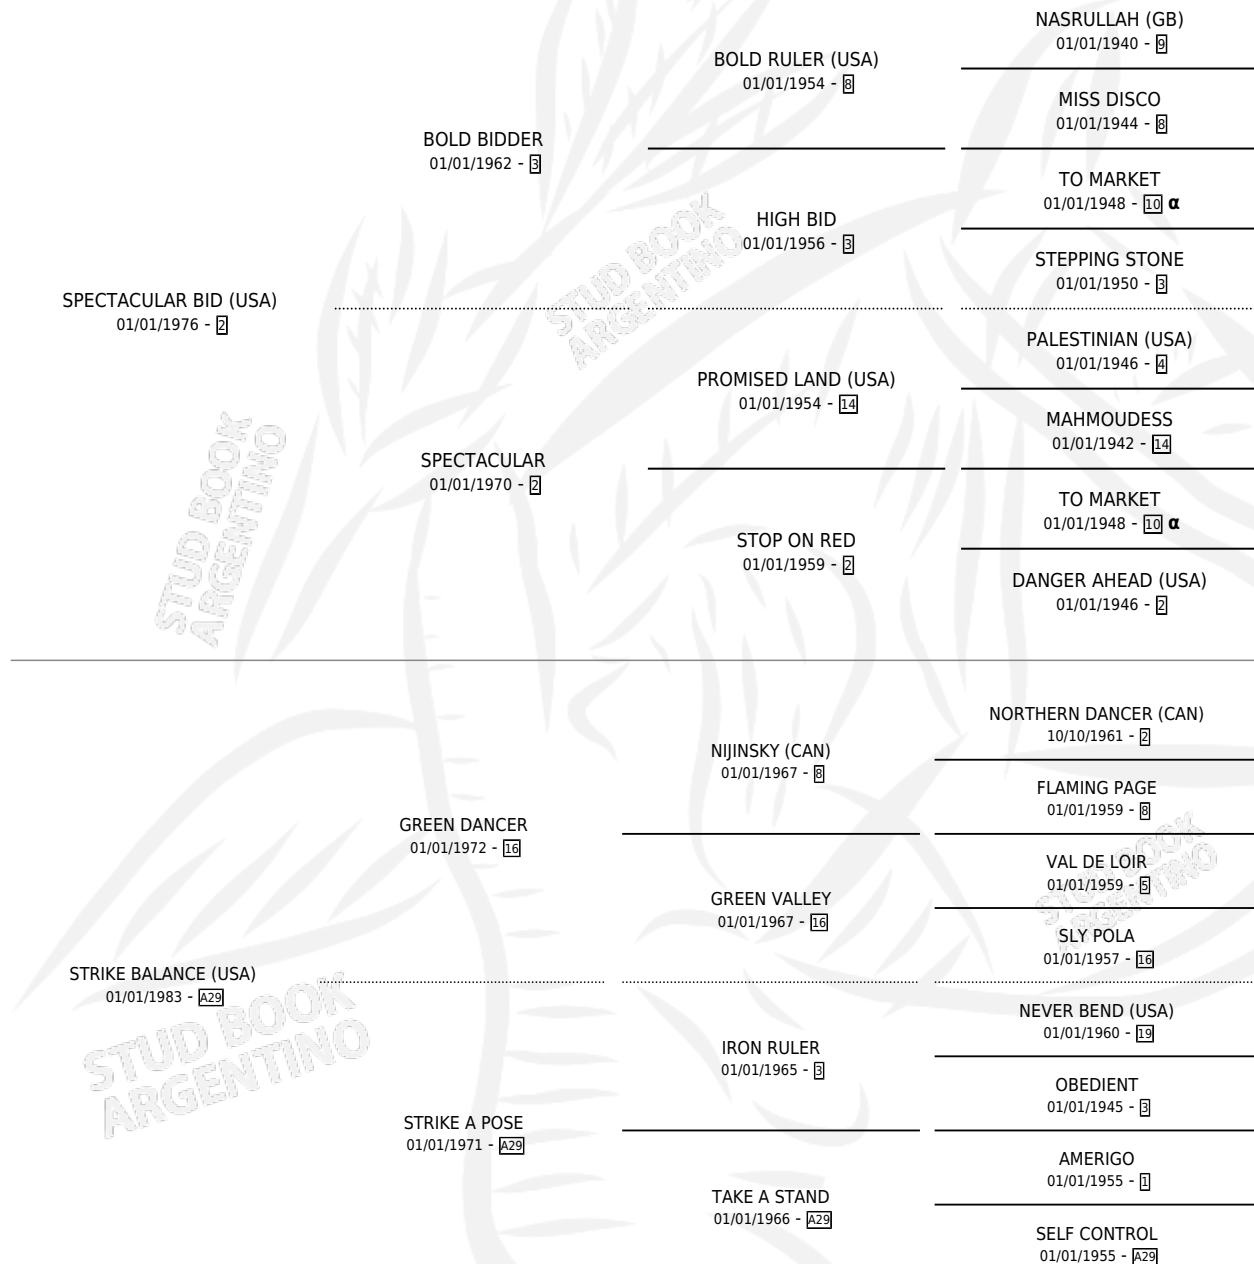 NASRULLAH (GB)
01/01/1940 - 9
BOLD RULER (USA)
01/01/1954 - 8
MISS DISCO
01/01/1944 - 8
BOLD BIDDER
01/01/1962 - 3
TO MARKET
01/01/1948 - 10 α
HIGH BID
01/01/1956 - 3
STEPPING STONE
01/01/1950 - 3
SPECTACULAR BID (USA)
01/01/1976 - 2
PALESTINIAN (USA)
01/01/1946 - 4
PROMISED LAND (USA)
01/01/1954 - 14
MAHMOUDESS
01/01/1942 - 14
SPECTACULAR
01/01/1970 - 2
TO MARKET
01/01/1948 - 10 α
STOP ON RED
01/01/1959 - 2
DANGER AHEAD (USA)
01/01/1946 - 2
STUD BOOK
ARGENTINO
STUD BOOK
ARGENTINO
NORTHERN DANCER (CAN)
10/10/1961 - 2
NIJINSKY (CAN)
01/01/1967 - 8
FLAMING PAGE
01/01/1959 - 8
GREEN DANCER
01/01/1972 - 16
VAL DE LOIR
01/01/1959 - 5
GREEN VALLEY
01/01/1967 - 16
SLY POLA
01/01/1957 - 16
STRIKE BALANCE (USA)
01/01/1983 - A29
NEVER BEND (USA)
01/01/1960 - 19
IRON RULER
01/01/1965 - 3
OBEDIENT
01/01/1945 - 3
STRIKE A POSE
01/01/1971 - A29
AMERIGO
01/01/1955 - 1
TAKE A STAND
01/01/1966 - A29
SELF CONTROL
01/01/1955 - A29
STUD BOOK
ARGENTINO
STUD BOOK
ARGENTINO